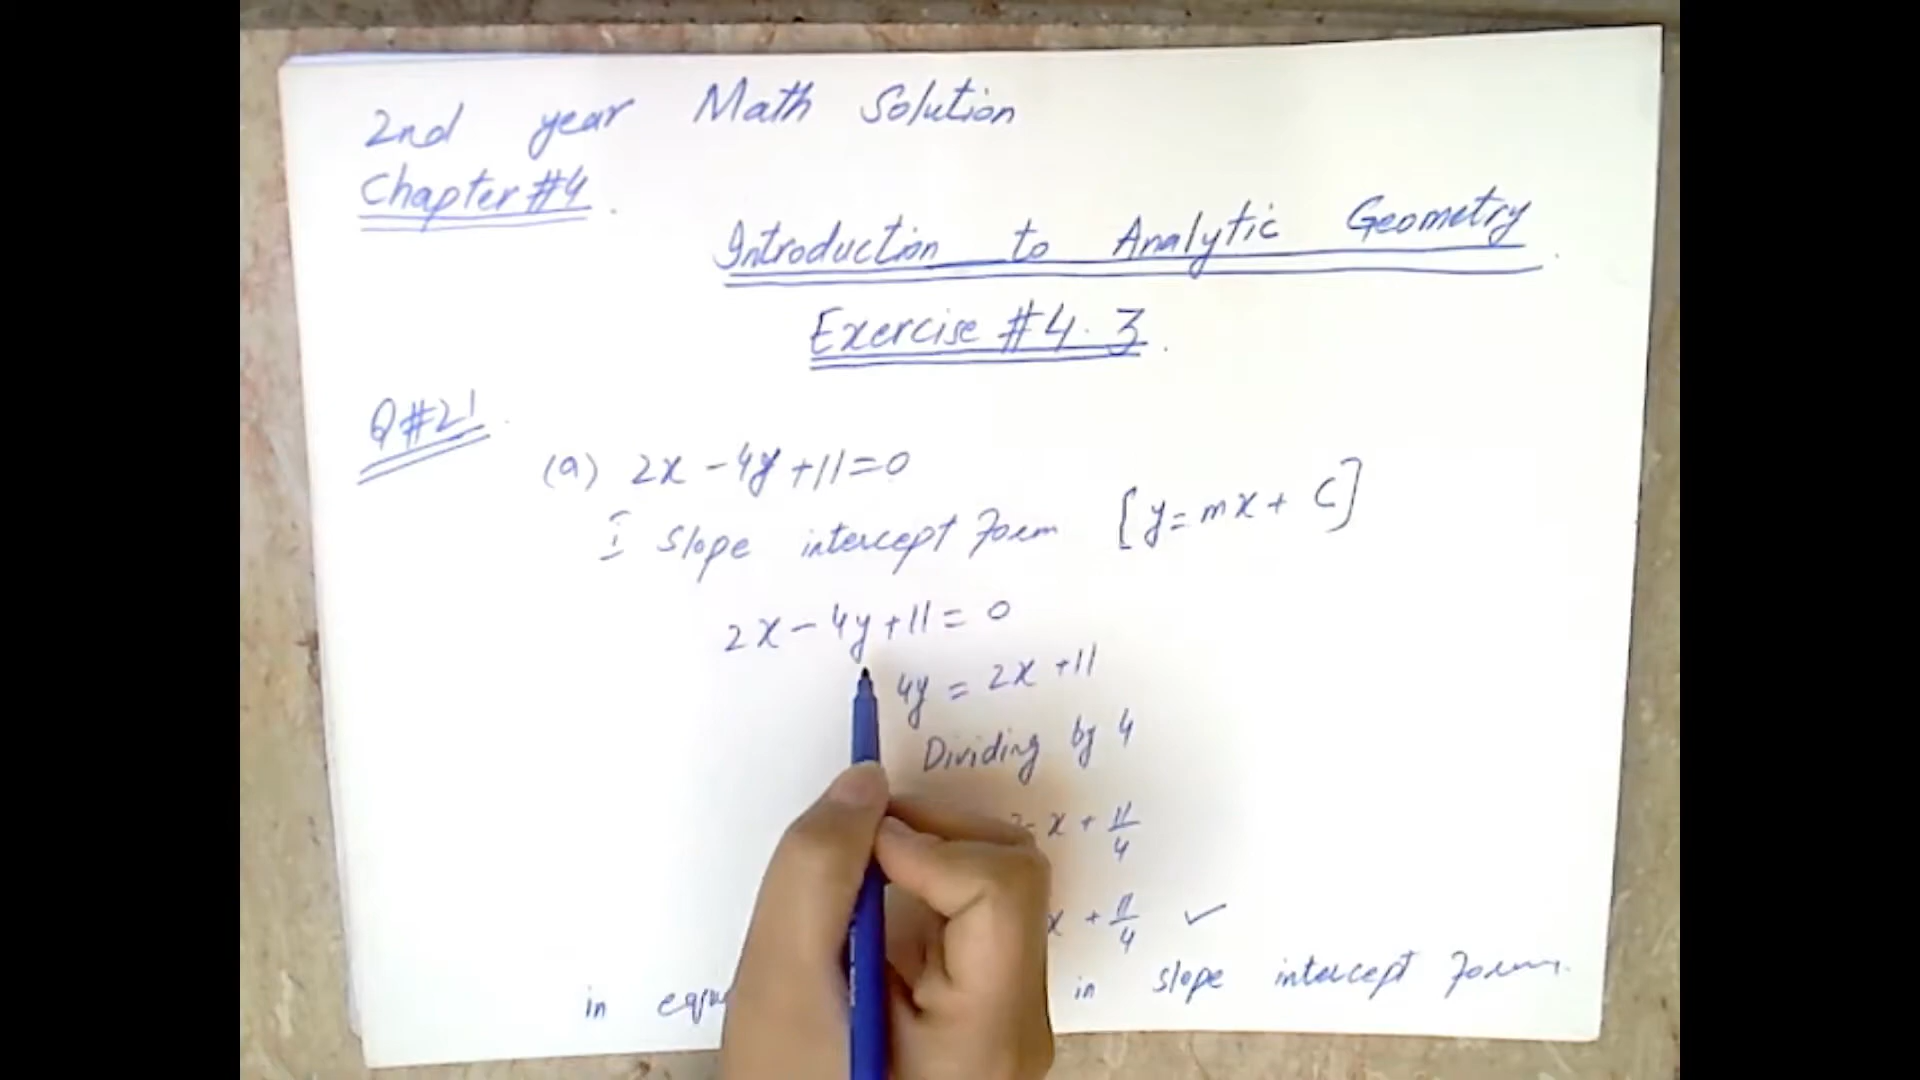 2nd year Math Solution
Chapter #4.
Introduction to Analytic Geometry.
Exercise #4.3.
Q#21.
(a) 2x - 4y + 11 = 0
I Slope intercept Form [y = mx + c]
2x - 4y + 11 = 0
4y = 2x + 11
Dividing by 4
x + 11/4
x + 11/4 ✓
in in slope intercept Form.